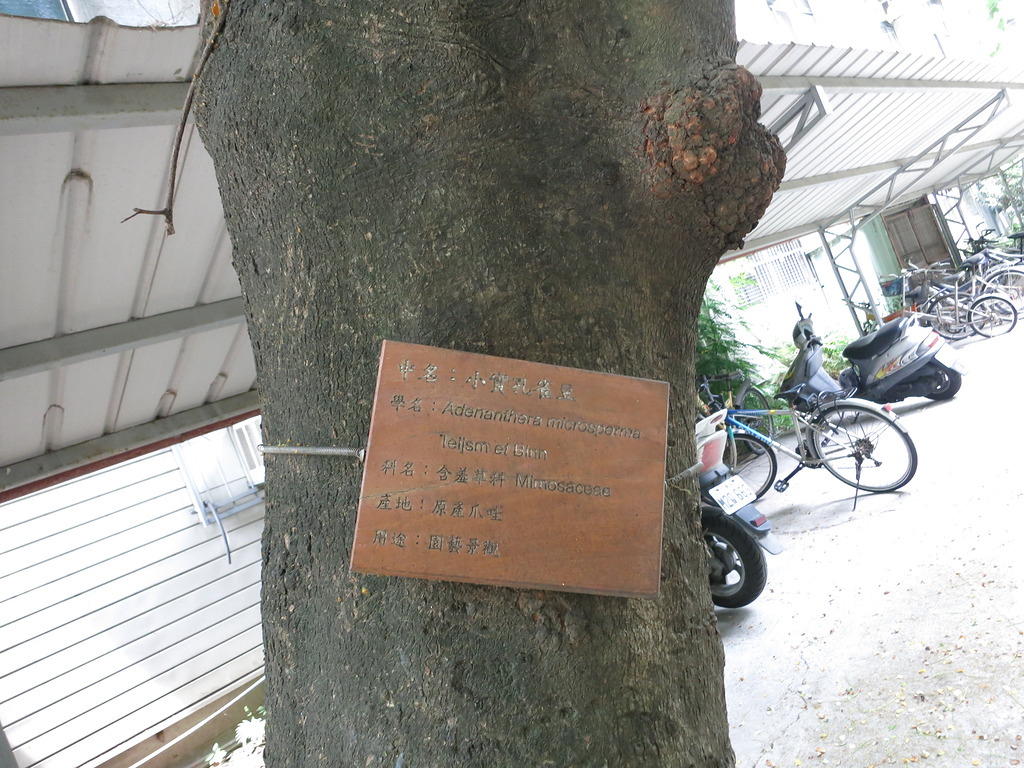 中名：小實孔雀豆
學名：Adenanthera microsperma
Teijsm et Binn
科名：含羞草科 Mimosaceae
產地：原產爪哇
用途：園藝景觀